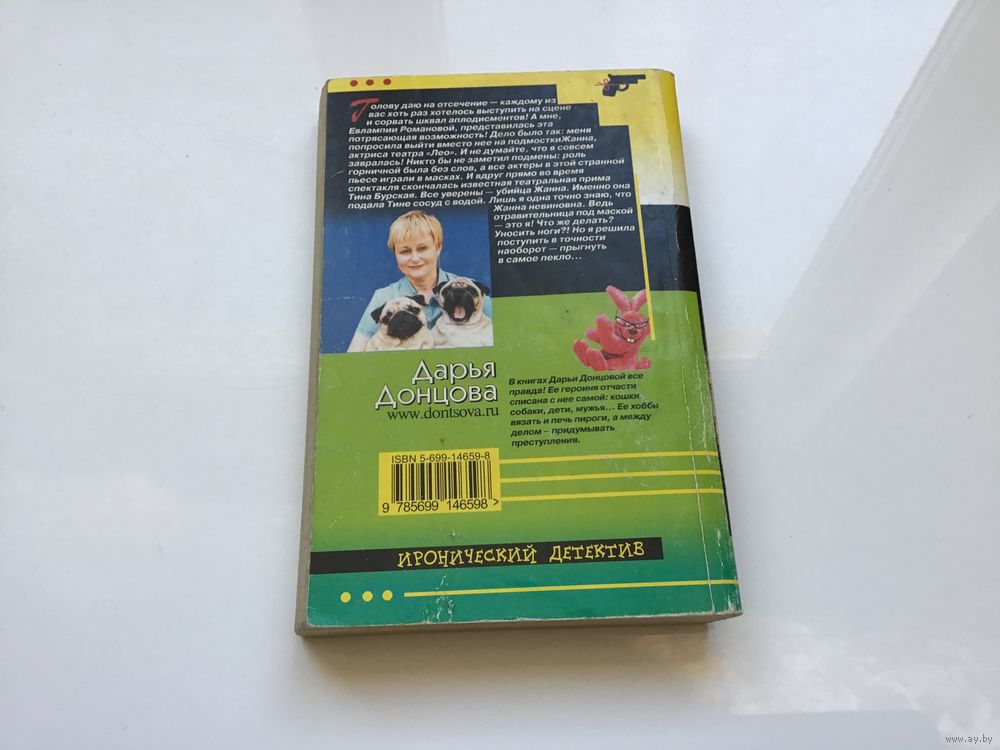 Голову даю на отсечение — каждому из
вас хоть раз хотелось выступить на сцене
и сорвать шквал аплодисментов! А мне,
Евлампии Романовой, представилась эта
потрясающая возможность! Дело было так: меня
попросила выйти вместо нее на подмосткиЖанна,
актриса театра «Лео». И не думайте, что я совсем
завралась! Никто бы не заметил подмены: роль
горничной была без слов, а все актеры в этой странной
пьесе играли в масках. И вдруг прямо во время
спектакля скончалась известная театральная прима
Тина Бурская. Все уверены — убийца Жанна. Именно она
подала Тине сосуд с водой. Лишь я одна точно знаю, что
Жанна невиновна. Ведь
отравительница под маской
— это я! Что же делать?
Уносить ноги?! Но я решила
поступить в точности
наоборот — прыгнуть
в самое пекло...
Дарья
Донцова
www.dontsova.ru
В книгах Дарьи Донцовой все
правда! Ее героиня отчасти
списана с нее самой: кошки,
собаки, дети, мужья... Ее хобби
вязать и печь пироги, а между
делом – придумывать
преступления.
ISBN 5-699-14659-8
9 785699 146598 >
ИРОНИЧЕСКИЙ ДЕТЕКТИВ
www.ay.by